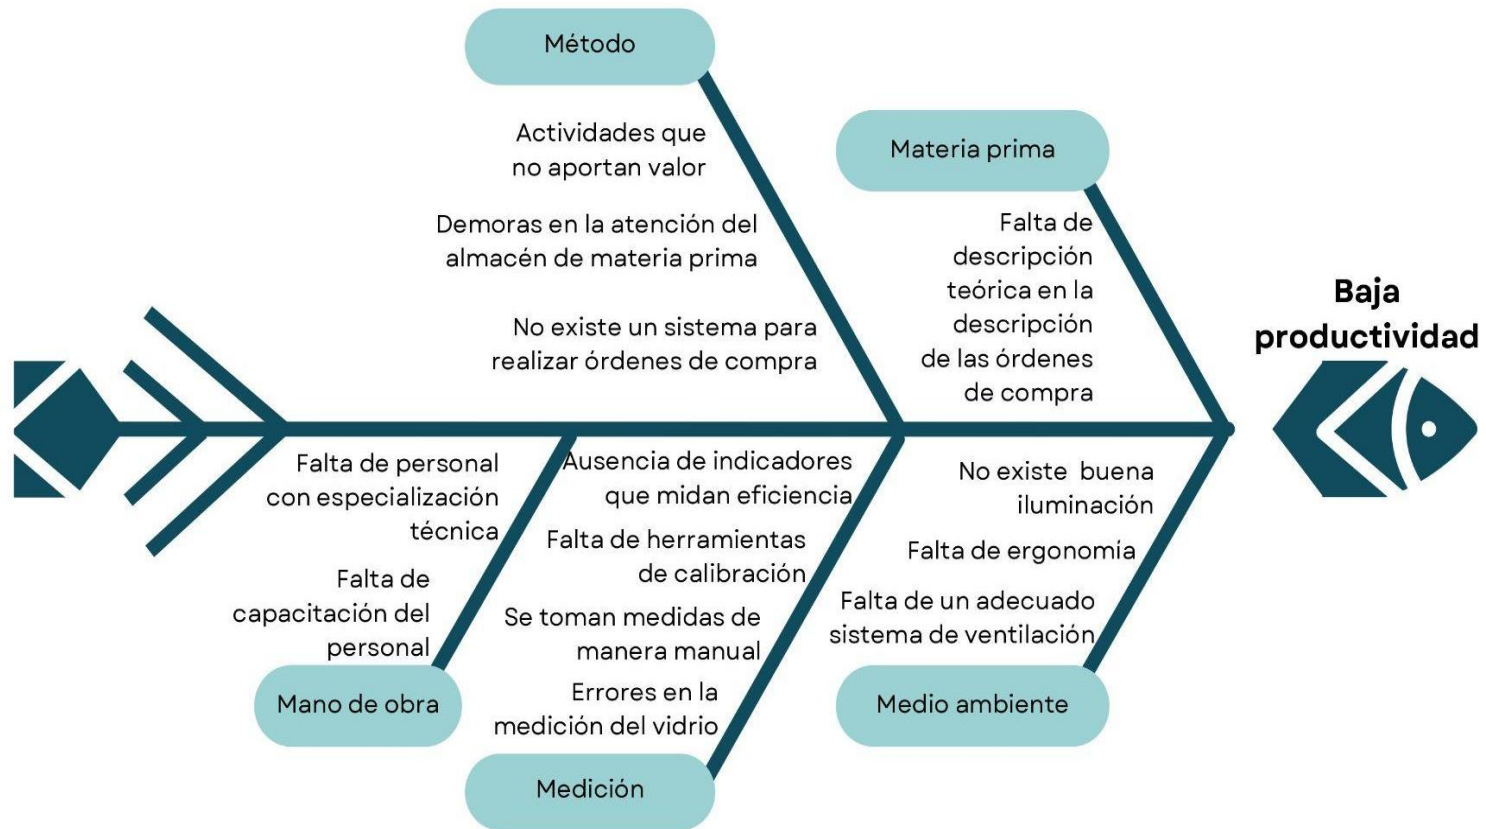 Método
Actividades que
no aportan valor
Demoras en la atención del
almacén de materia prima
No existe un sistema para
realizar órdenes de compra
Materia prima
Falta de
descripción
teórica en la
descripción
de las órdenes
de compra
Baja
productividad
Falta de personal
con especialización
técnica
Falta de
capacitación del
personal
Mano de obra
Ausencia de indicadores
que midan eficiencia
Falta de herramientas
de calibración
Se toman medidas de
manera manual
Errores en la
medición del vidrio
Medición
No existe buena
iluminación
Falta de ergonomía
Falta de un adecuado
sistema de ventilación
Medio ambiente